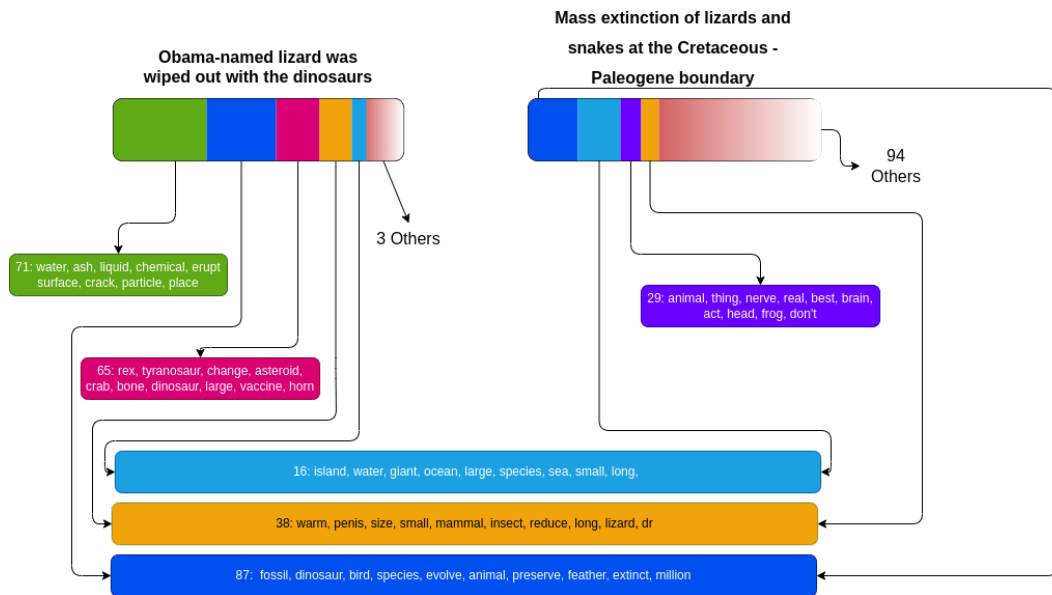 Obama-named lizard was
wiped out with the dinosaurs
Mass extinction of lizards and
snakes at the Cretaceous -
Paleogene boundary
94
Others
3 Others
71: water, ash, liquid, chemical, erupt
surface, crack, particle, place
29: animal, thing, nerve, real, best, brain,
act, head, frog, don't
65: rex, tyranosaur, change, asteroid,
crab, bone, dinosaur, large, vaccine, horn
16: island, water, giant, ocean, large, species, sea, small, long,
38: warm, penis, size, small, mammal, insect, reduce, long, lizard, dr
87: fossil, dinosaur, bird, species, evolve, animal, preserve, feather, extinct, million